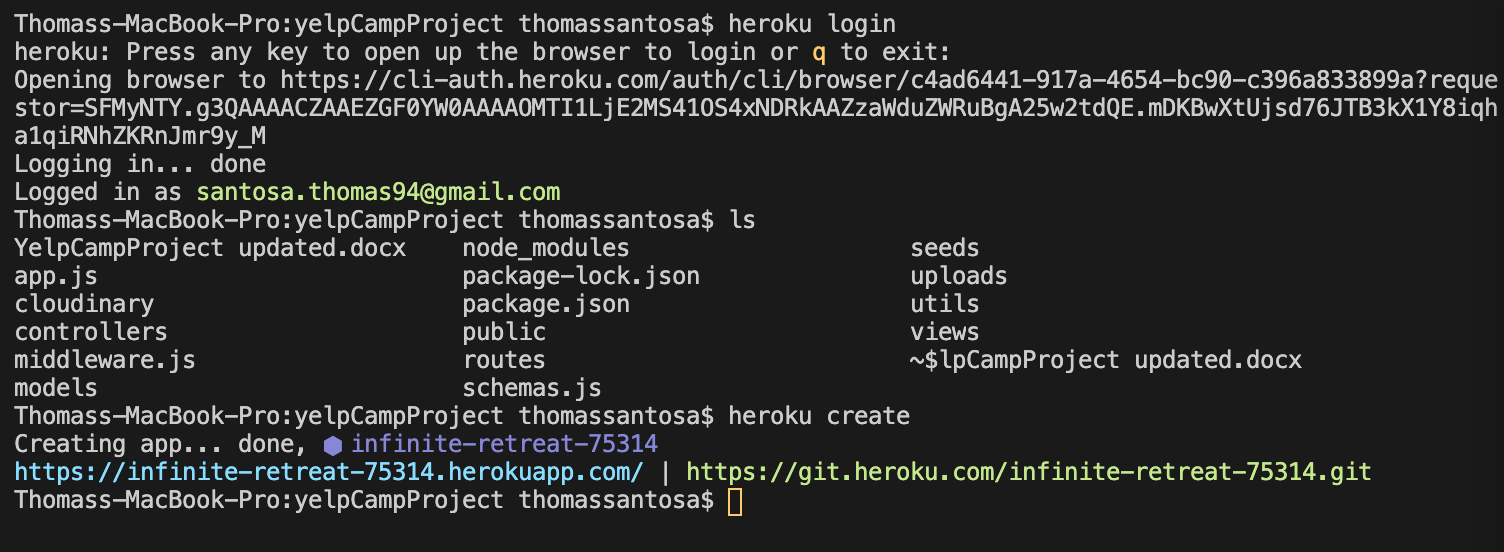 Thomass-MacBook-Pro:yelpCampProject thomassantosa$ heroku login
heroku: Press any key to open up the browser to login or q to exit:
Opening browser to https://cli-auth.heroku.com/auth/cli/browser/c4ad6441-917a-4654-bc90-c396a833899a?reque
stor=SFMyNTY.g3QAAAACZAAEZGF0YW0AAAAOMTI1LjE2MS41OS4xNDRkAAZzaWduZWRuBgA25w2tdQE.mDKBwXtUjsd76JTB3kX1Y8iqh
a1qiRNhZKRnJmr9y_M
Logging in... done
Logged in as santosa.thomas94@gmail.com
Thomass-MacBook-Pro:yelpCampProject thomassantosa$ ls
YelpCampProject updated.docx node_modules seeds
app.js package-lock.json uploads
cloudinary package.json utils
controllers public views
middleware.js routes ~$lpCampProject updated.docx
models schemas.js
Thomass-MacBook-Pro:yelpCampProject thomassantosa$ heroku create
Creating app... done, ⬢ infinite-retreat-75314
https://infinite-retreat-75314.herokuapp.com/ | https://git.heroku.com/infinite-retreat-75314.git
Thomass-MacBook-Pro:yelpCampProject thomassantosa$